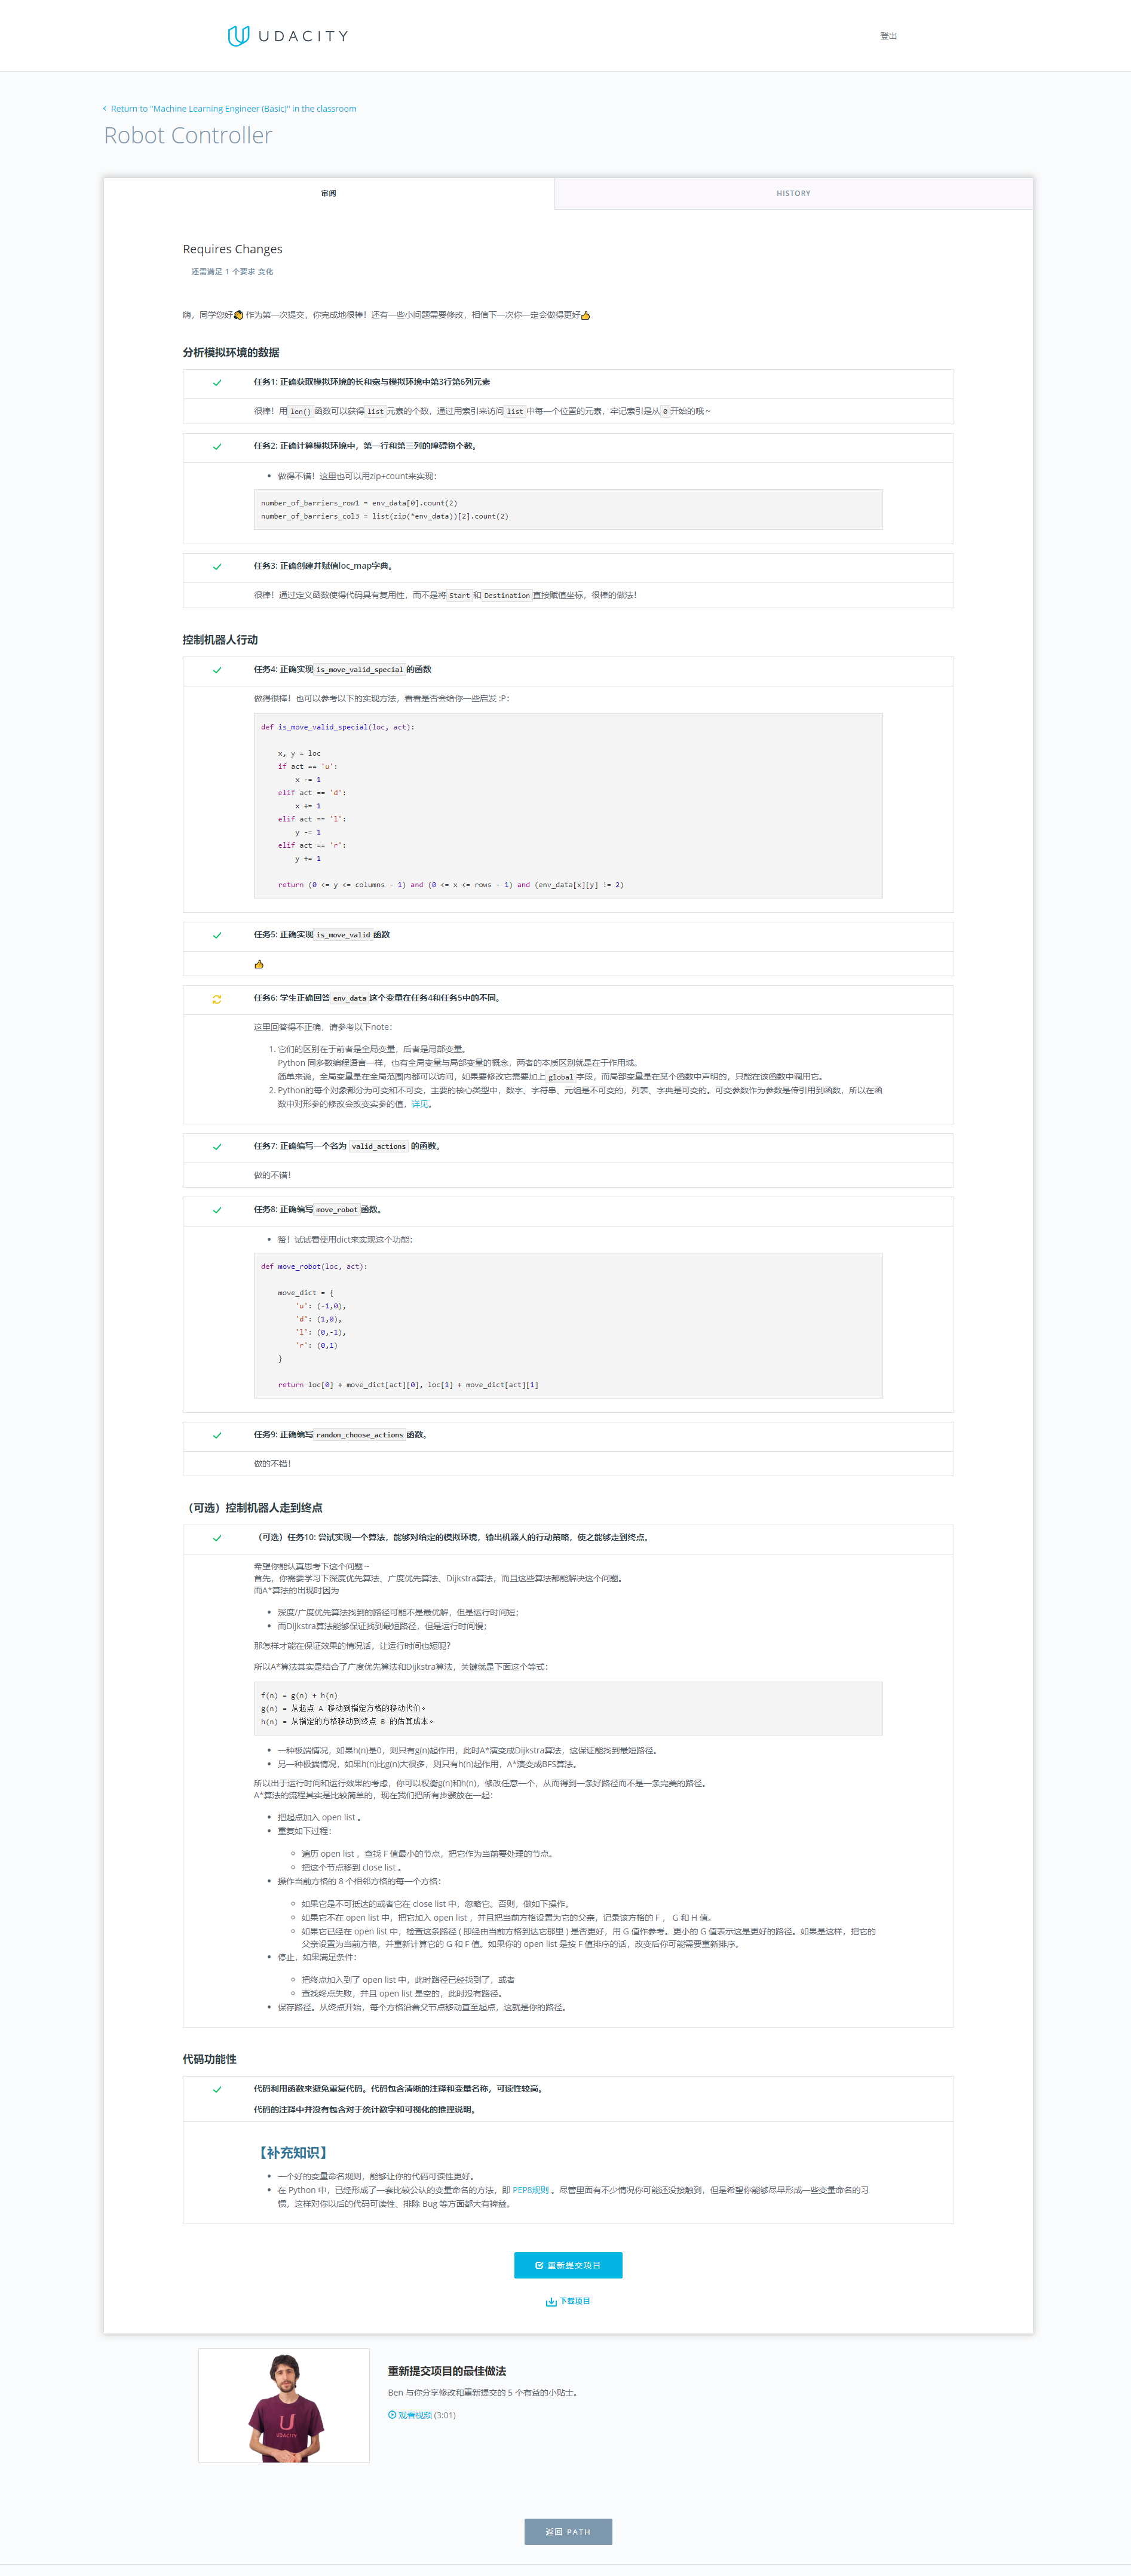 UDACITY
登出
Return to "Machine Learning Engineer (Basic)" in the classroom
Robot Controller
审阅
HISTORY
Requires Changes
还需满足 1 个要求 变化
嗨，同学您好 作为第一次提交，你完成地很棒！还有一些小问题需要修改，相信下一次你一定会做得更好
分析模拟环境的数据
任务1: 正确获取模拟环境的长和宽与模拟环境中第3行第6列元素
很棒！用 len() 函数可以获得 list 元素的个数，通过用索引来访问 list 中每一个位置的元素，牢记索引是从 0 开始的哦～
任务2: 正确计算模拟环境中，第一行和第三列的障碍物个数。
做得不错！这里也可以用zip+count来实现：
number_of_barriers_row1 = env_data[0].count(2)
number_of_barriers_col3 = list(zip(*env_data))[2].count(2)
任务3: 正确创建并赋值loc_map字典。
很棒！通过定义函数使得代码具有复用性，而不是将 Start 和 Destination 直接赋值坐标，很棒的做法！
控制机器人行动
任务4: 正确实现 is_move_valid_special 的函数
做得很棒！也可以参考以下的实现方法，看看是否会给你一些启发 :P：
def is_move_valid_special(loc, act):
x, y = loc
if act == 'u':
x -= 1
elif act == 'd':
x += 1
elif act == 'l':
y -= 1
elif act == 'r':
y += 1
return (0 <= y <= columns - 1) and (0 <= x <= rows - 1) and (env_data[x][y] != 2)
任务5: 正确实现 is_move_valid 函数
任务6: 学生正确回答 env_data 这个变量在任务4和任务5中的不同。
这里回答得不正确，请参考以下note：
1. 它们的区别在于前者是全局变量，后者是局部变量。
Python 同多数编程语言一样，也有全局变量与局部变量的概念，两者的本质区别就是在于作用域。
简单来说，全局变量是在全局范围内都可以访问，如果要修改它需要加上 global 字段，而局部变量是在某个函数中声明的，只能在该函数中调用它。
2. Python的每个对象都分为可变和不可变，主要的核心类型中，数字、字符串、元组是不可变的，列表、字典是可变的。可变参数作为参数是传引用到函数，所以在函
数中对形参的修改会改变实参的值，详见。
任务7: 正确编写一个名为 valid_actions 的函数。
做的不错！
任务8: 正确编写 move_robot 函数。
赞！试试看使用dict来实现这个功能：
def move_robot(loc, act):
move_dict = {
'u': (-1,0),
'd': (1,0),
'l': (0,-1),
'r': (0,1)
}
return loc[0] + move_dict[act][0], loc[1] + move_dict[act][1]
任务9: 正确编写 random_choose_actions 函数。
做的不错！
（可选）控制机器人走到终点
（可选）任务10: 尝试实现一个算法，能够对给定的模拟环境，输出机器人的行动策略，使之能够走到终点。
希望你能认真思考下这个问题～
首先，你需要学习下深度优先算法、广度优先算法、Dijkstra算法，而且这些算法都能解决这个问题。
而A*算法的出现时因为
深度/广度优先算法找到的路径可能不是最优解，但是运行时间短；
而Dijkstra算法能够保证找到最短路径，但是运行时间慢；
那怎样才能在保证效果的情况话，让运行时间也短呢?
所以A*算法其实是结合了广度优先算法和Dijkstra算法，关键就是下面这个等式：
f(n) = g(n) + h(n)
g(n) = 从起点 A 移动到指定方格的移动代价。
h(n) = 从指定的方格移动到终点 B 的估算成本。
一种极端情况，如果h(n)是0，则只有g(n)起作用，此时A*演变成Dijkstra算法，这保证能找到最短路径。
另一种极端情况，如果h(n)比g(n)大很多，则只有h(n)起作用，A*演变成BFS算法。
所以出于运行时间和运行效果的考虑，你可以权衡g(n)和h(n)，修改任意一个，从而得到一条好路径而不是一条完美的路径。
A*算法的流程其实是比较简单的，现在我们把所有步骤放在一起：
把起点加入 open list 。
重复如下过程：
遍历 open list ，查找 F 值最小的节点，把它作为当前要处理的节点。
把这个节点移到 close list 。
操作当前方格的 8 个相邻方格的每一个方格：
如果它是不可抵达的或者它在 close list 中，忽略它。否则，做如下操作。
如果它不在 open list 中，把它加入 open list ，并且把当前方格设置为它的父亲，记录该方格的 F ， G 和 H 值。
如果它已经在 open list 中，检查这条路径 ( 即经由当前方格到达它那里 ) 是否更好，用 G 值作参考。更小的 G 值表示这是更好的路径。如果是这样，把它的
父亲设置为当前方格，并重新计算它的 G 和 F 值。如果你的 open list 是按 F 值排序的话，改变后你可能需要重新排序。
停止，如果满足条件：
把终点加入到了 open list 中，此时路径已经找到了，或者
查找终点失败，并且 open list 是空的，此时没有路径。
保存路径。从终点开始，每个方格沿着父节点移动直至起点，这就是你的路径。
代码功能性
代码利用函数来避免重复代码。代码包含清晰的注释和变量名称，可读性较高。
代码的注释中并没有包含对于统计数字和可视化的推理说明。
【补充知识】
一个好的变量命名规则，能够让你的代码可读性更好。
在 Python 中，已经形成了一套比较公认的变量命名的方法，即 PEP8规则 。尽管里面有不少情况你可能还没接触到，但是希望你能够尽早形成一些变量命名的习
惯，这样对你以后的代码可读性、排除 Bug 等方面都大有裨益。
重新提交项目
下载项目
UDACITY
重新提交项目的最佳做法
Ben 与你分享修改和重新提交的 5 个有益的小贴士。
观看视频 (3:01)
返回 PATH